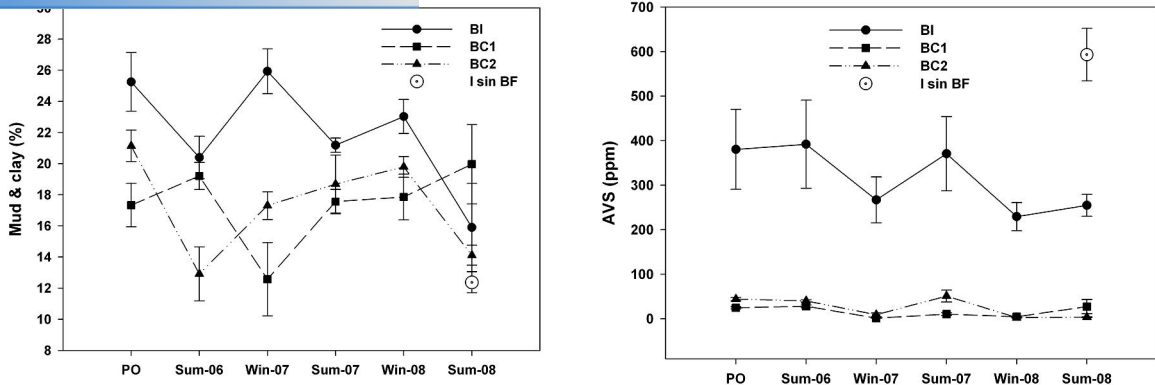 30
28
26
24
22
20
18
16
14
12
10
8
Mud & clay (%)
BI
BC1
BC2
I sin BF
PO Sum-06 Win-07 Sum-07 Win-08 Sum-08
700
600
500
400
300
200
100
0
AVS (ppm)
BI
BC1
BC2
I sin BF
PO Sum-06 Win-07 Sum-07 Win-08 Sum-08